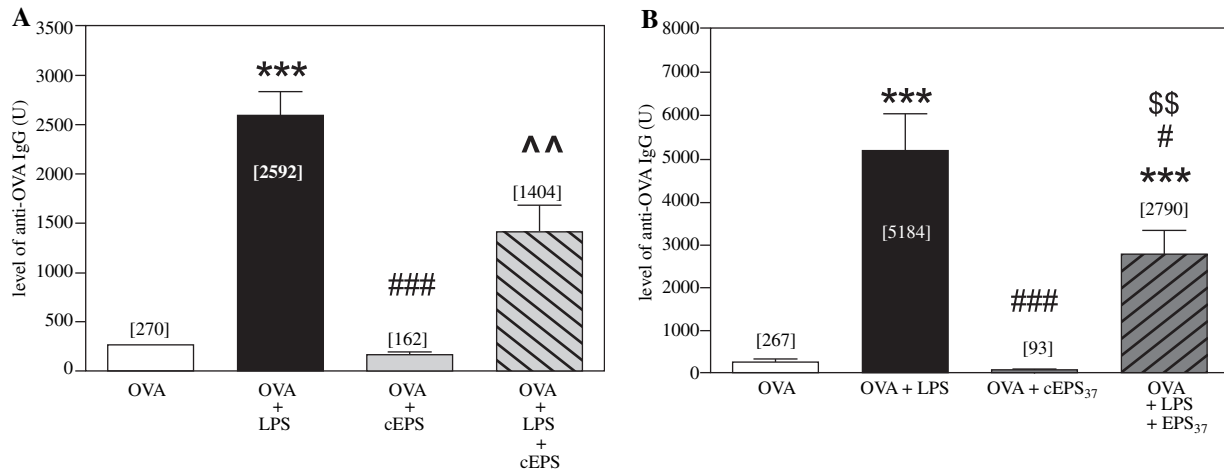 A
level of anti-OVA IgG (U)
3500
3000
2500
2000
1500
1000
500
0
***
[2592]
^^
[1404]
###
[270]
[162]
OVA
OVA
+
LPS
OVA
+
cEPS
OVA
+
LPS
+
cEPS
B
level of anti-OVA IgG (U)
8000
7000
6000
5000
4000
3000
2000
1000
0
***
[5184]
$$
#
***
[2790]
###
[267]
[93]
OVA
OVA + LPS
OVA + cEPS₃₇
OVA
+ LPS
+ EPS₃₇